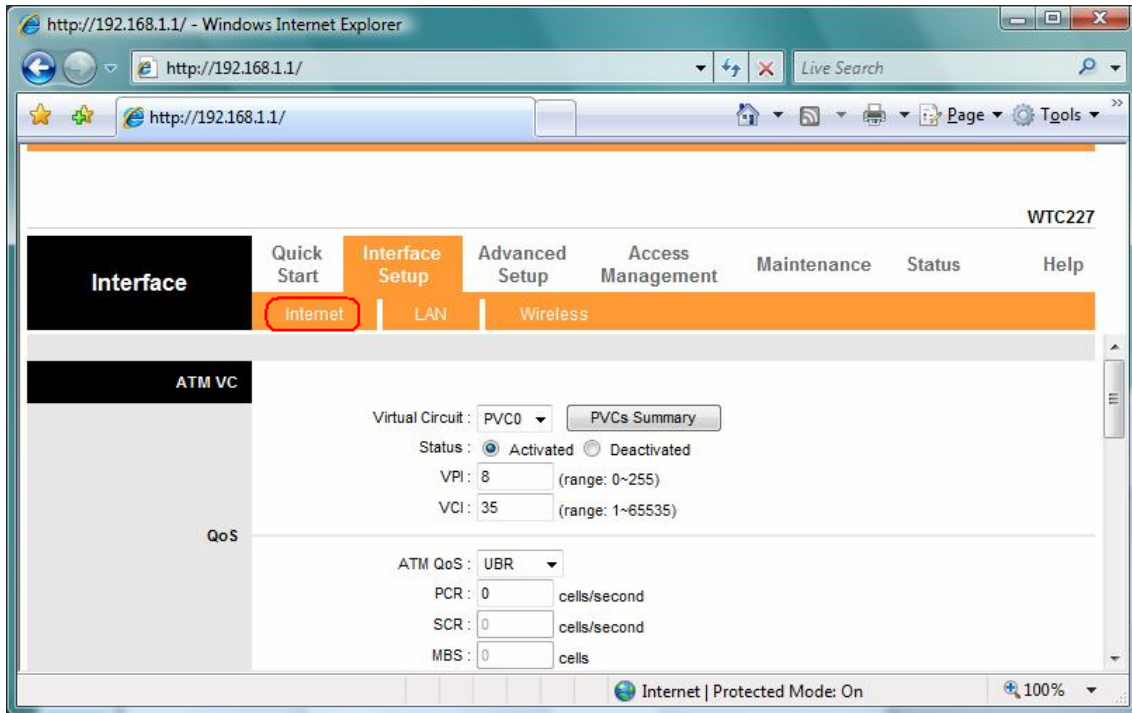 http://192.168.1.1/ - Windows Internet Explorer
http://192.168.1.1/
Live Search
http://192.168.1.1/
Page
Tools
WTC227
Interface
Quick Start
Interface Setup
Advanced Setup
Access Management
Maintenance
Status
Help
Internet
LAN
Wireless
ATM VC
Virtual Circuit : PVC0 PVCs Summary
Status : Activated Deactivated
VPI : 8 (range: 0~255)
VCI : 35 (range: 1~65535)
QoS
ATM QoS : UBR
PCR : 0 cells/second
SCR : 0 cells/second
MBS : 0 cells
Internet | Protected Mode: On
100%